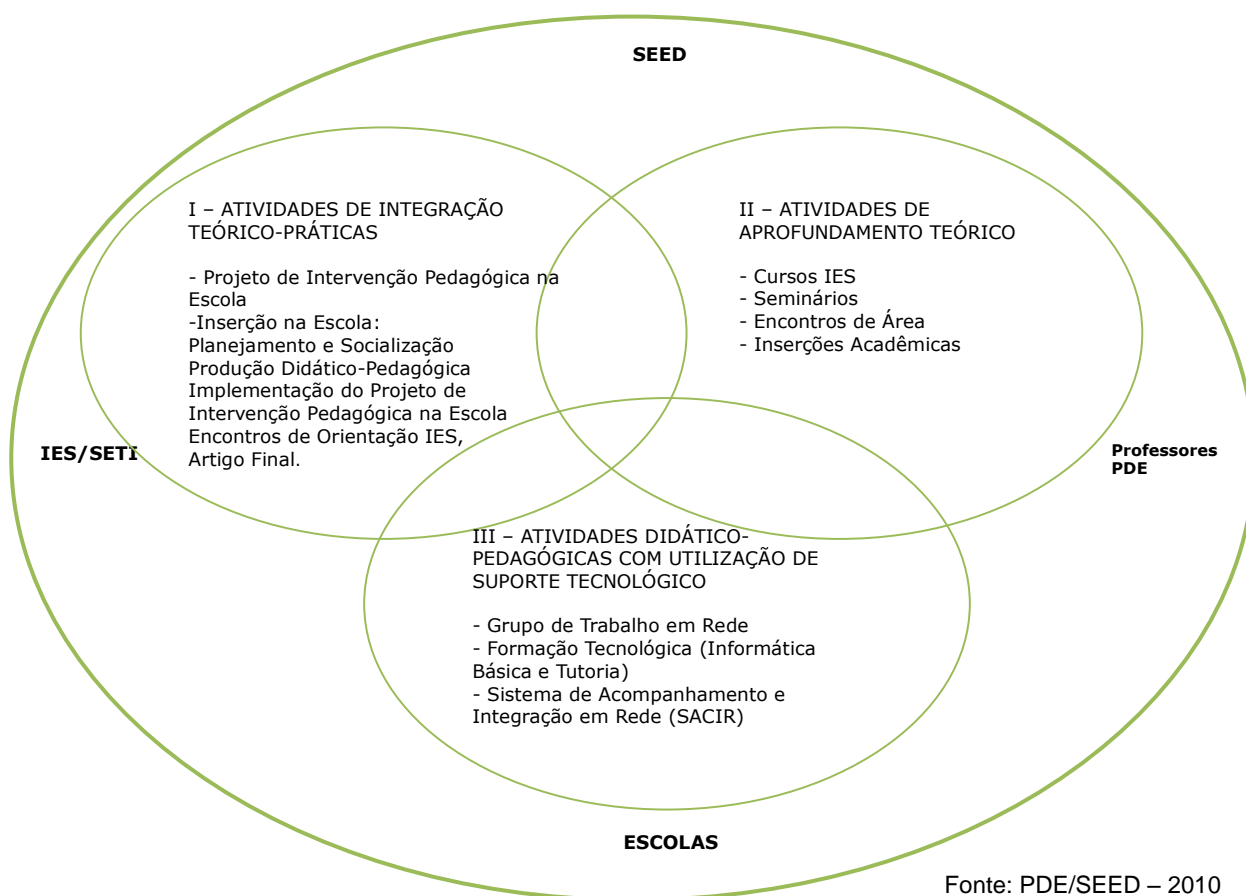 SEED
I – ATIVIDADES DE INTEGRAÇÃO
TEÓRICO-PRÁTICAS
- Projeto de Intervenção Pedagógica na
Escola
-Inserção na Escola:
Planejamento e Socialização
Produção Didático-Pedagógica
Implementação do Projeto de
Intervenção Pedagógica na Escola
Encontros de Orientação IES,
Artigo Final.
II – ATIVIDADES DE
APROFUNDAMENTO TEÓRICO
- Cursos IES
- Seminários
- Encontros de Área
- Inserções Acadêmicas
IES/SETI
Professores
PDE
III – ATIVIDADES DIDÁTICO-
PEDAGÓGICAS COM UTILIZAÇÃO DE
SUPORTE TECNOLÓGICO
- Grupo de Trabalho em Rede
- Formação Tecnológica (Informática
Básica e Tutoria)
- Sistema de Acompanhamento e
Integração em Rede (SACIR)
ESCOLAS
Fonte: PDE/SEED – 2010